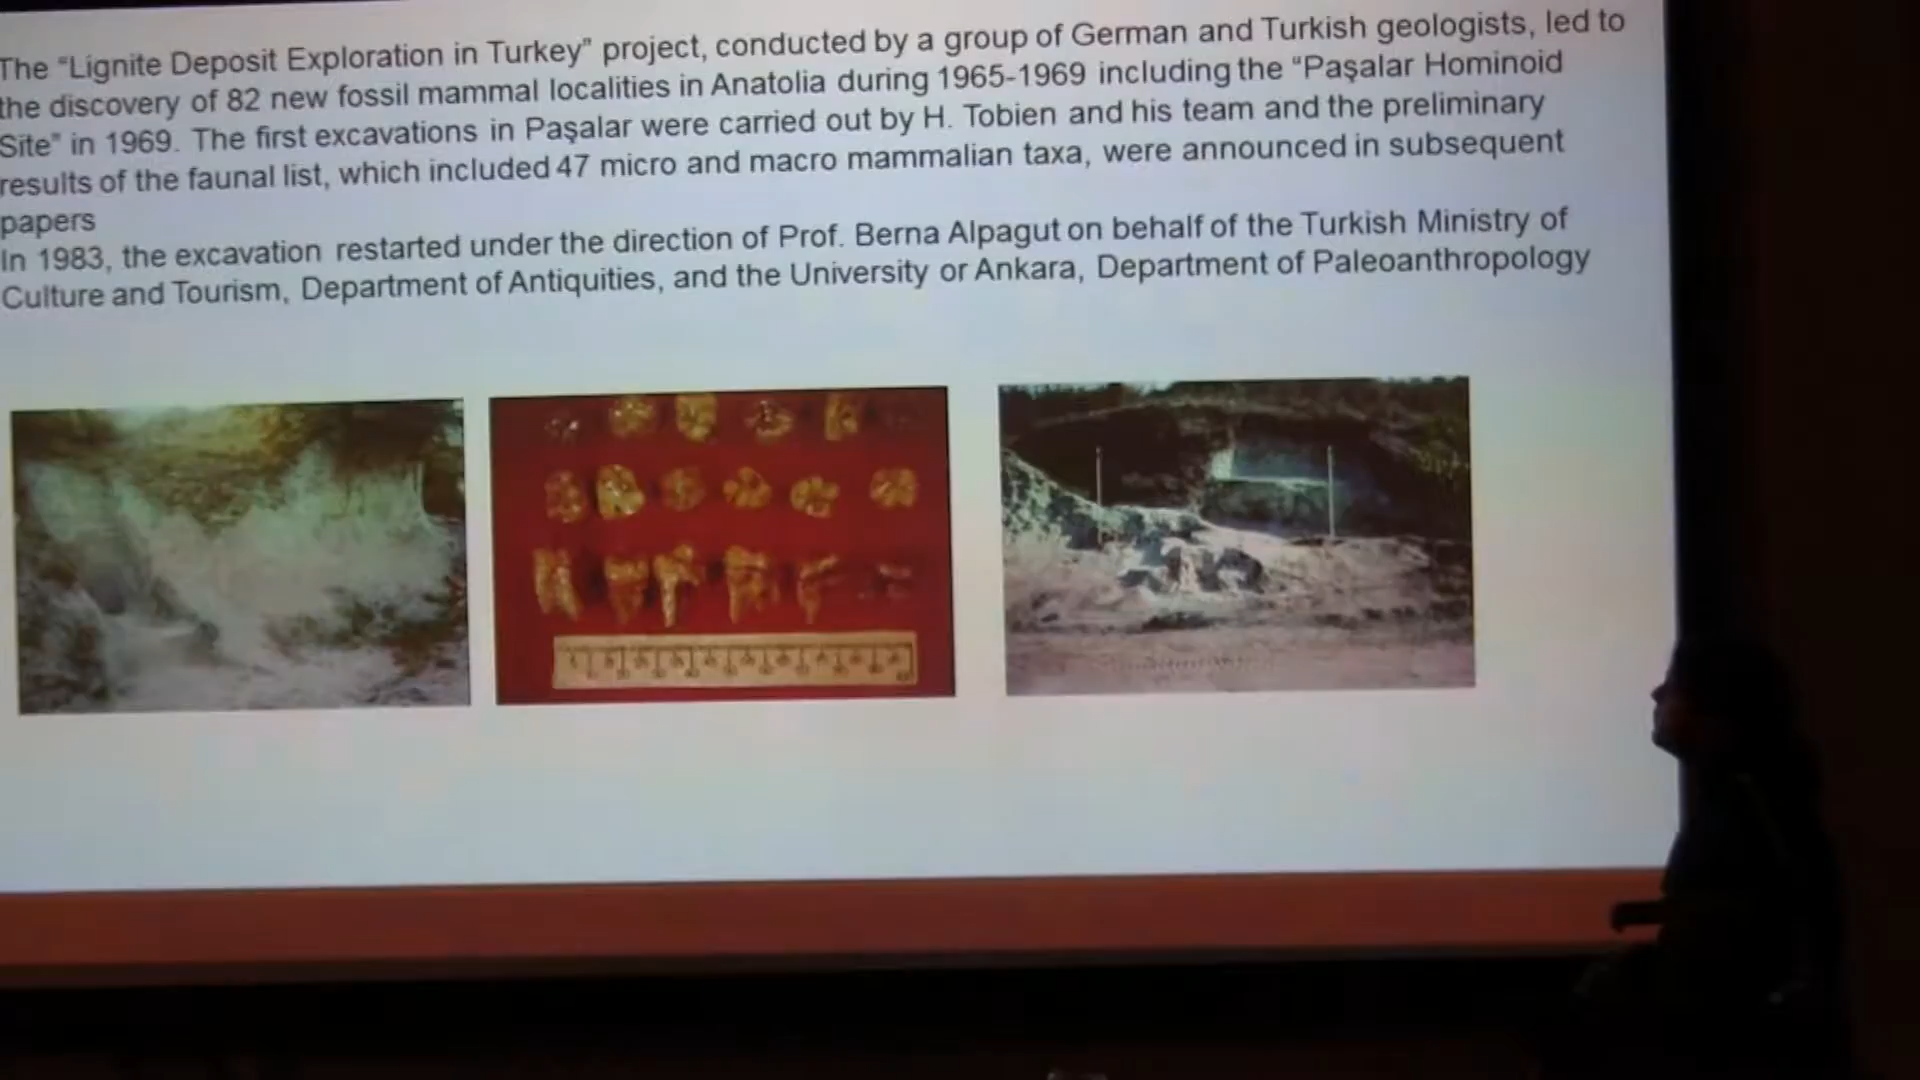 The “Lignite Deposit Exploration in Turkey” project, conducted by a group of German and Turkish geologists, led to
the discovery of 82 new fossil mammal localities in Anatolia during 1965-1969 including the “Paşalar Hominoid
Site” in 1969. The first excavations in Paşalar were carried out by H. Tobien and his team and the preliminary
results of the faunal list, which included 47 micro and macro mammalian taxa, were announced in subsequent
papers
In 1983, the excavation restarted under the direction of Prof. Berna Alpagut on behalf of the Turkish Ministry of
Culture and Tourism, Department of Antiquities, and the University or Ankara, Department of Paleoanthropology